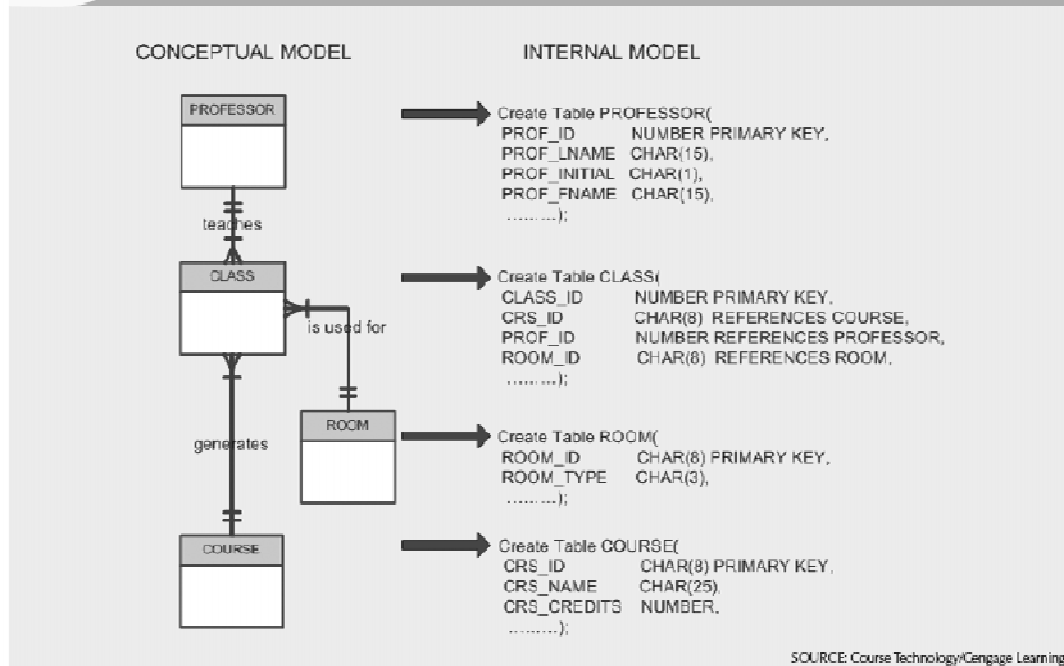 CONCEPTUAL MODEL
INTERNAL MODEL
PROFESSOR
teaches
CLASS
is used for
ROOM
generates
COURSE
Create Table PROFESSOR(
PROF_ID NUMBER PRIMARY KEY,
PROF_LNAME CHAR(15),
PROF_INITIAL CHAR(1),
PROF_FNAME CHAR(15),
………);
Create Table CLASS(
CLASS_ID NUMBER PRIMARY KEY,
CRS_ID CHAR(8) REFERENCES COURSE,
PROF_ID NUMBER REFERENCES PROFESSOR,
ROOM_ID CHAR(8) REFERENCES ROOM,
………);
Create Table ROOM(
ROOM_ID CHAR(8) PRIMARY KEY,
ROOM_TYPE CHAR(3),
………);
Create Table COURSE(
CRS_ID CHAR(8) PRIMARY KEY,
CRS_NAME CHAR(25),
CRS_CREDITS NUMBER,
………);
SOURCE: Course Technology/Cengage Learning